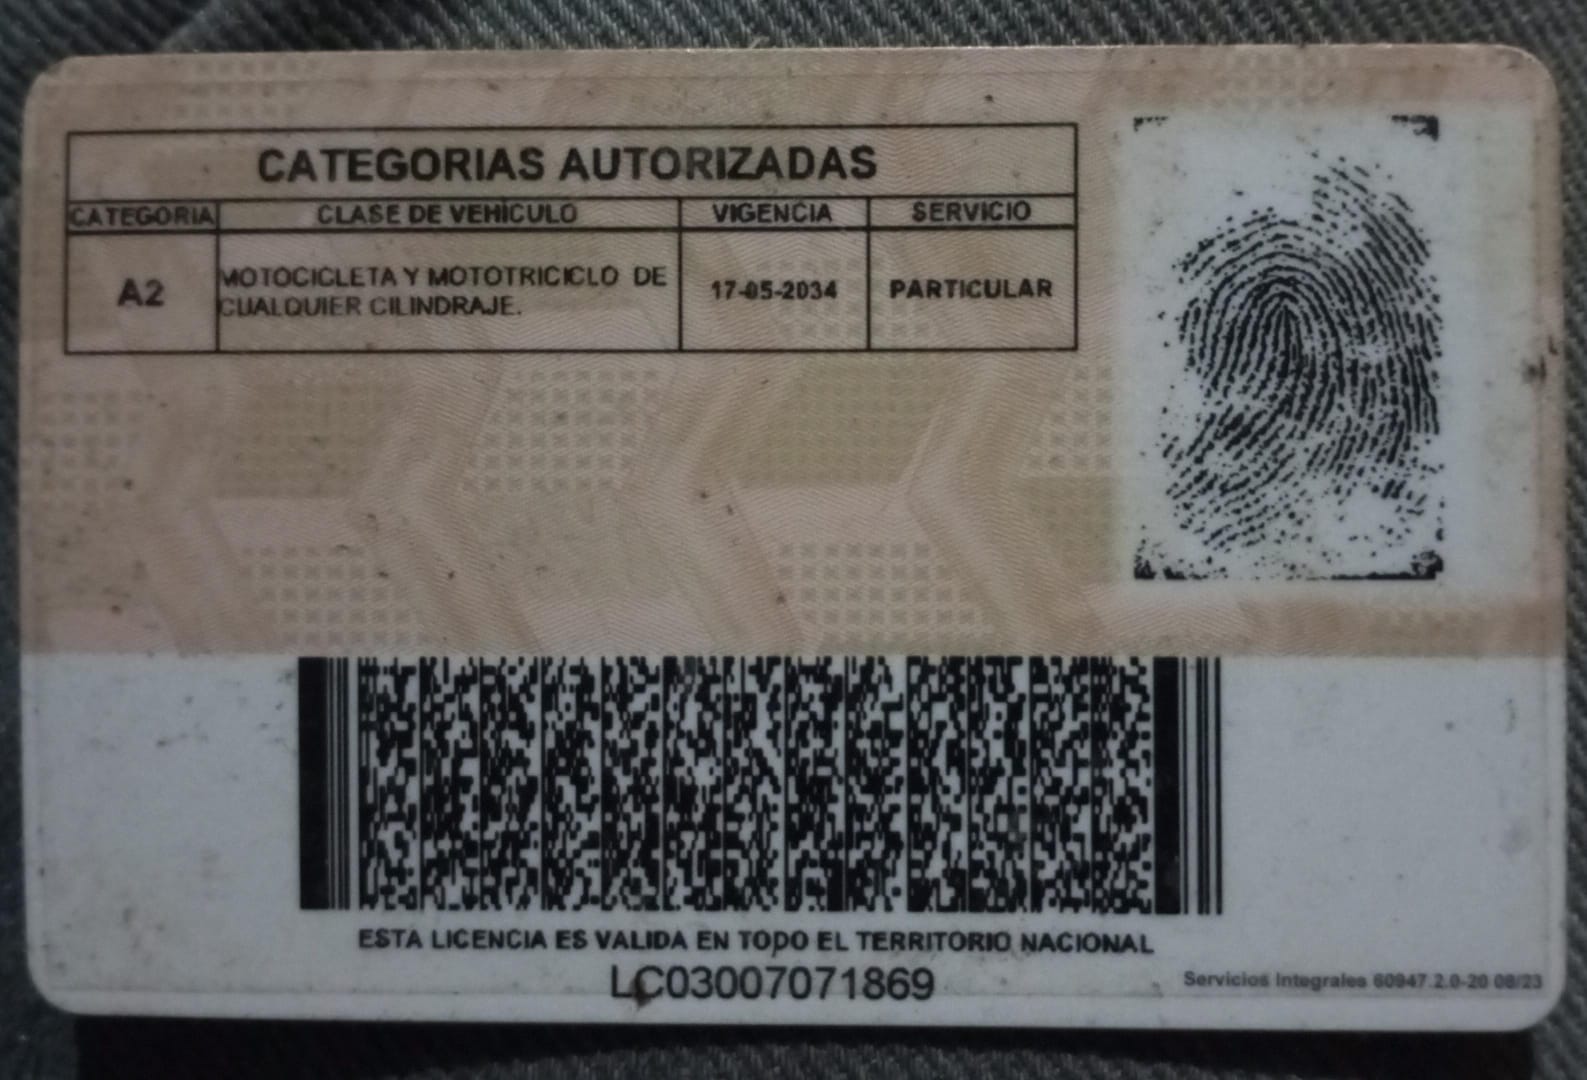 CATEGORIAS AUTORIZADAS
CATEGORIA CLASE DE VEHICULO VIGENCIA SERVICIO
A2 MOTOCICLETA Y MOTOTRICICLO DE CUALQUIER CILINDRAJE. 17-05-2034 PARTICULAR
ESTA LICENCIA ES VALIDA EN TODO EL TERRITORIO NACIONAL
LC03007071869
Servicios Integrales 60947.2.0-20 08/23